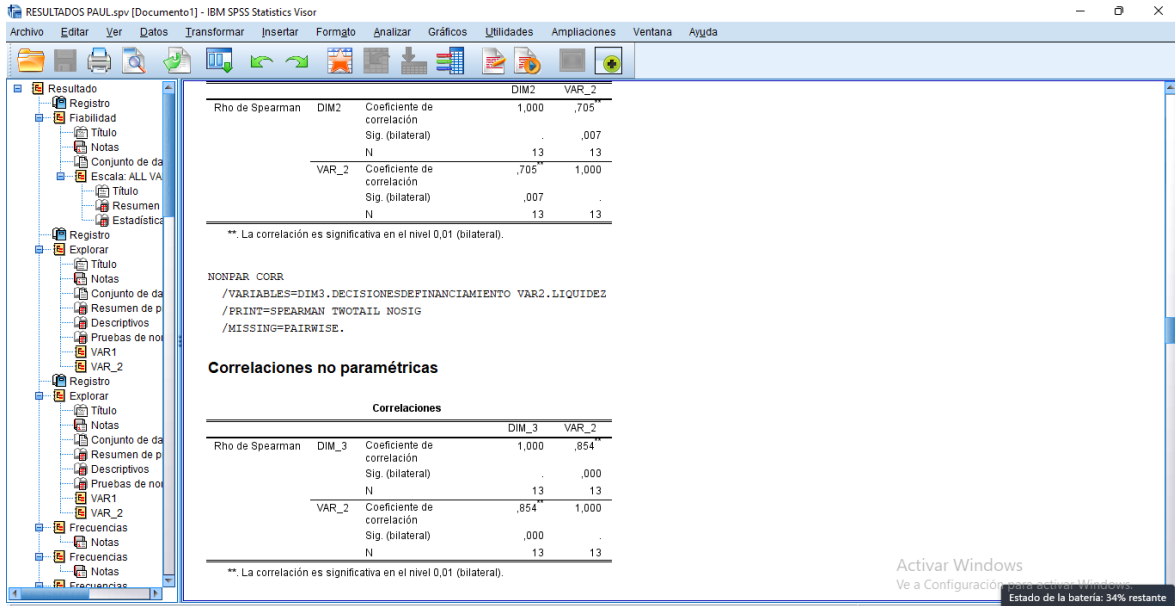 RESULTADOS PAUL.spv [Documento1] - IBM SPSS Statistics Visor
Archivo Editar Ver Datos Transformar Insertar Formato Analizar Gráficos Utilidades Ampliaciones Ventana Ayuda
Resultado
Registro
Fiabilidad
Título
Notas
Conjunto de da
Escala: ALL VA
Título
Resumen
Estadística
Registro
Explorar
Título
Notas
Conjunto de da
Resumen de p
Descriptivos
Pruebas de nor
VAR1
VAR_2
Registro
Explorar
Título
Notas
Conjunto de da
Resumen de p
Descriptivos
Pruebas de nor
VAR1
VAR_2
Frecuencias
Notas
Frecuencias
Notas
Frecuencias
DIM2 VAR_2
Rho de Spearman DIM2 Coeficiente de correlación 1,000 ,705**
Sig. (bilateral) . ,007
N 13 13
VAR_2 Coeficiente de correlación ,705** 1,000
Sig. (bilateral) ,007 .
N 13 13
**. La correlación es significativa en el nivel 0,01 (bilateral).
NONPAR CORR
/VARIABLES=DIM3.DECISIONESDEFINANCIAMIENTO VAR2.LIQUIDEZ
/PRINT=SPEARMAN TWOTAIL NOSIG
/MISSING=PAIRWISE.
Correlaciones no paramétricas
Correlaciones
DIM_3 VAR_2
Rho de Spearman DIM_3 Coeficiente de correlación 1,000 ,854**
Sig. (bilateral) . ,000
N 13 13
VAR_2 Coeficiente de correlación ,854** 1,000
Sig. (bilateral) ,000 .
N 13 13
**. La correlación es significativa en el nivel 0,01 (bilateral).
Activar Windows
Ve a Configuración para activar Windows.
Estado de la batería: 34% restante